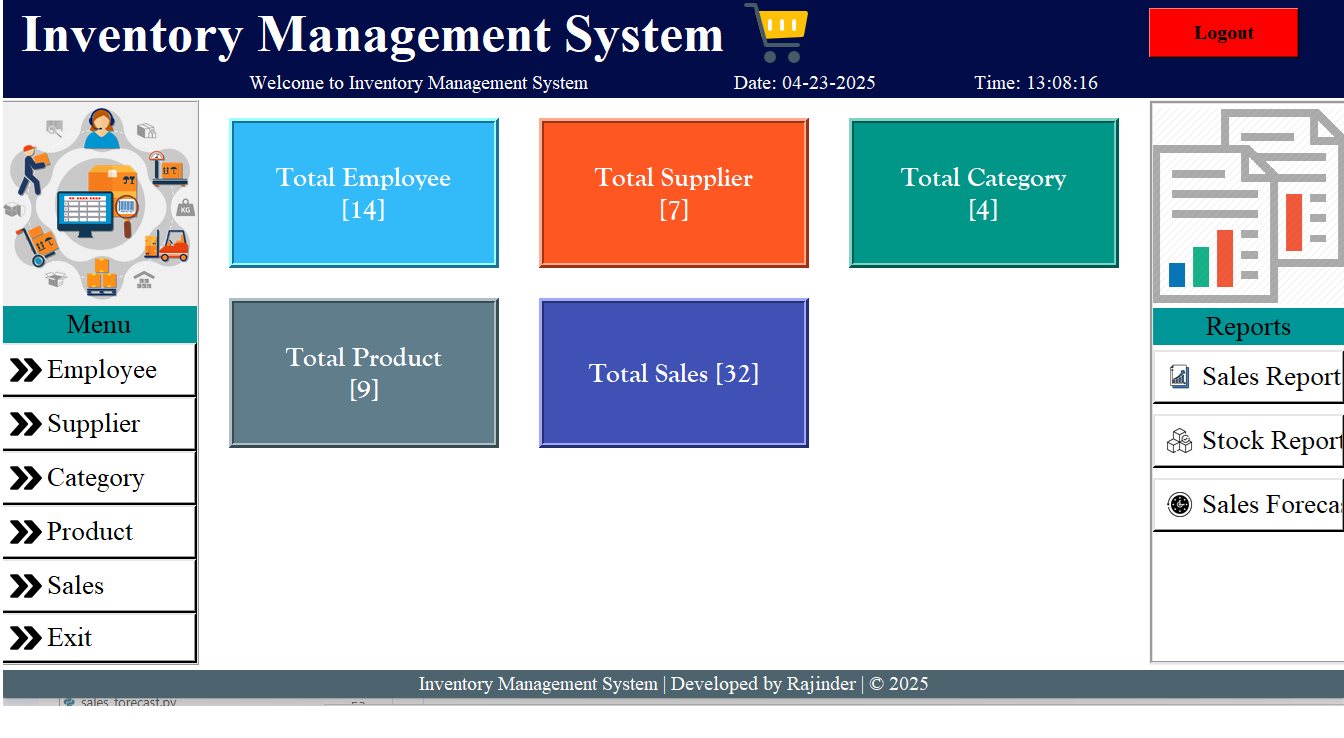 Inventory Management System
Logout
Welcome to Inventory Management System
Date: 04-23-2025
Time: 13:08:16
KG
Menu
Employee
Supplier
Category
Product
Sales
Exit
Total Employee
[14]
Total Supplier
[7]
Total Category
[4]
Total Product
[9]
Total Sales [32]
Reports
Sales Report
Stock Report
Sales Foreca
Inventory Management System | Developed by Rajinder | © 2025
sales_forecast.py